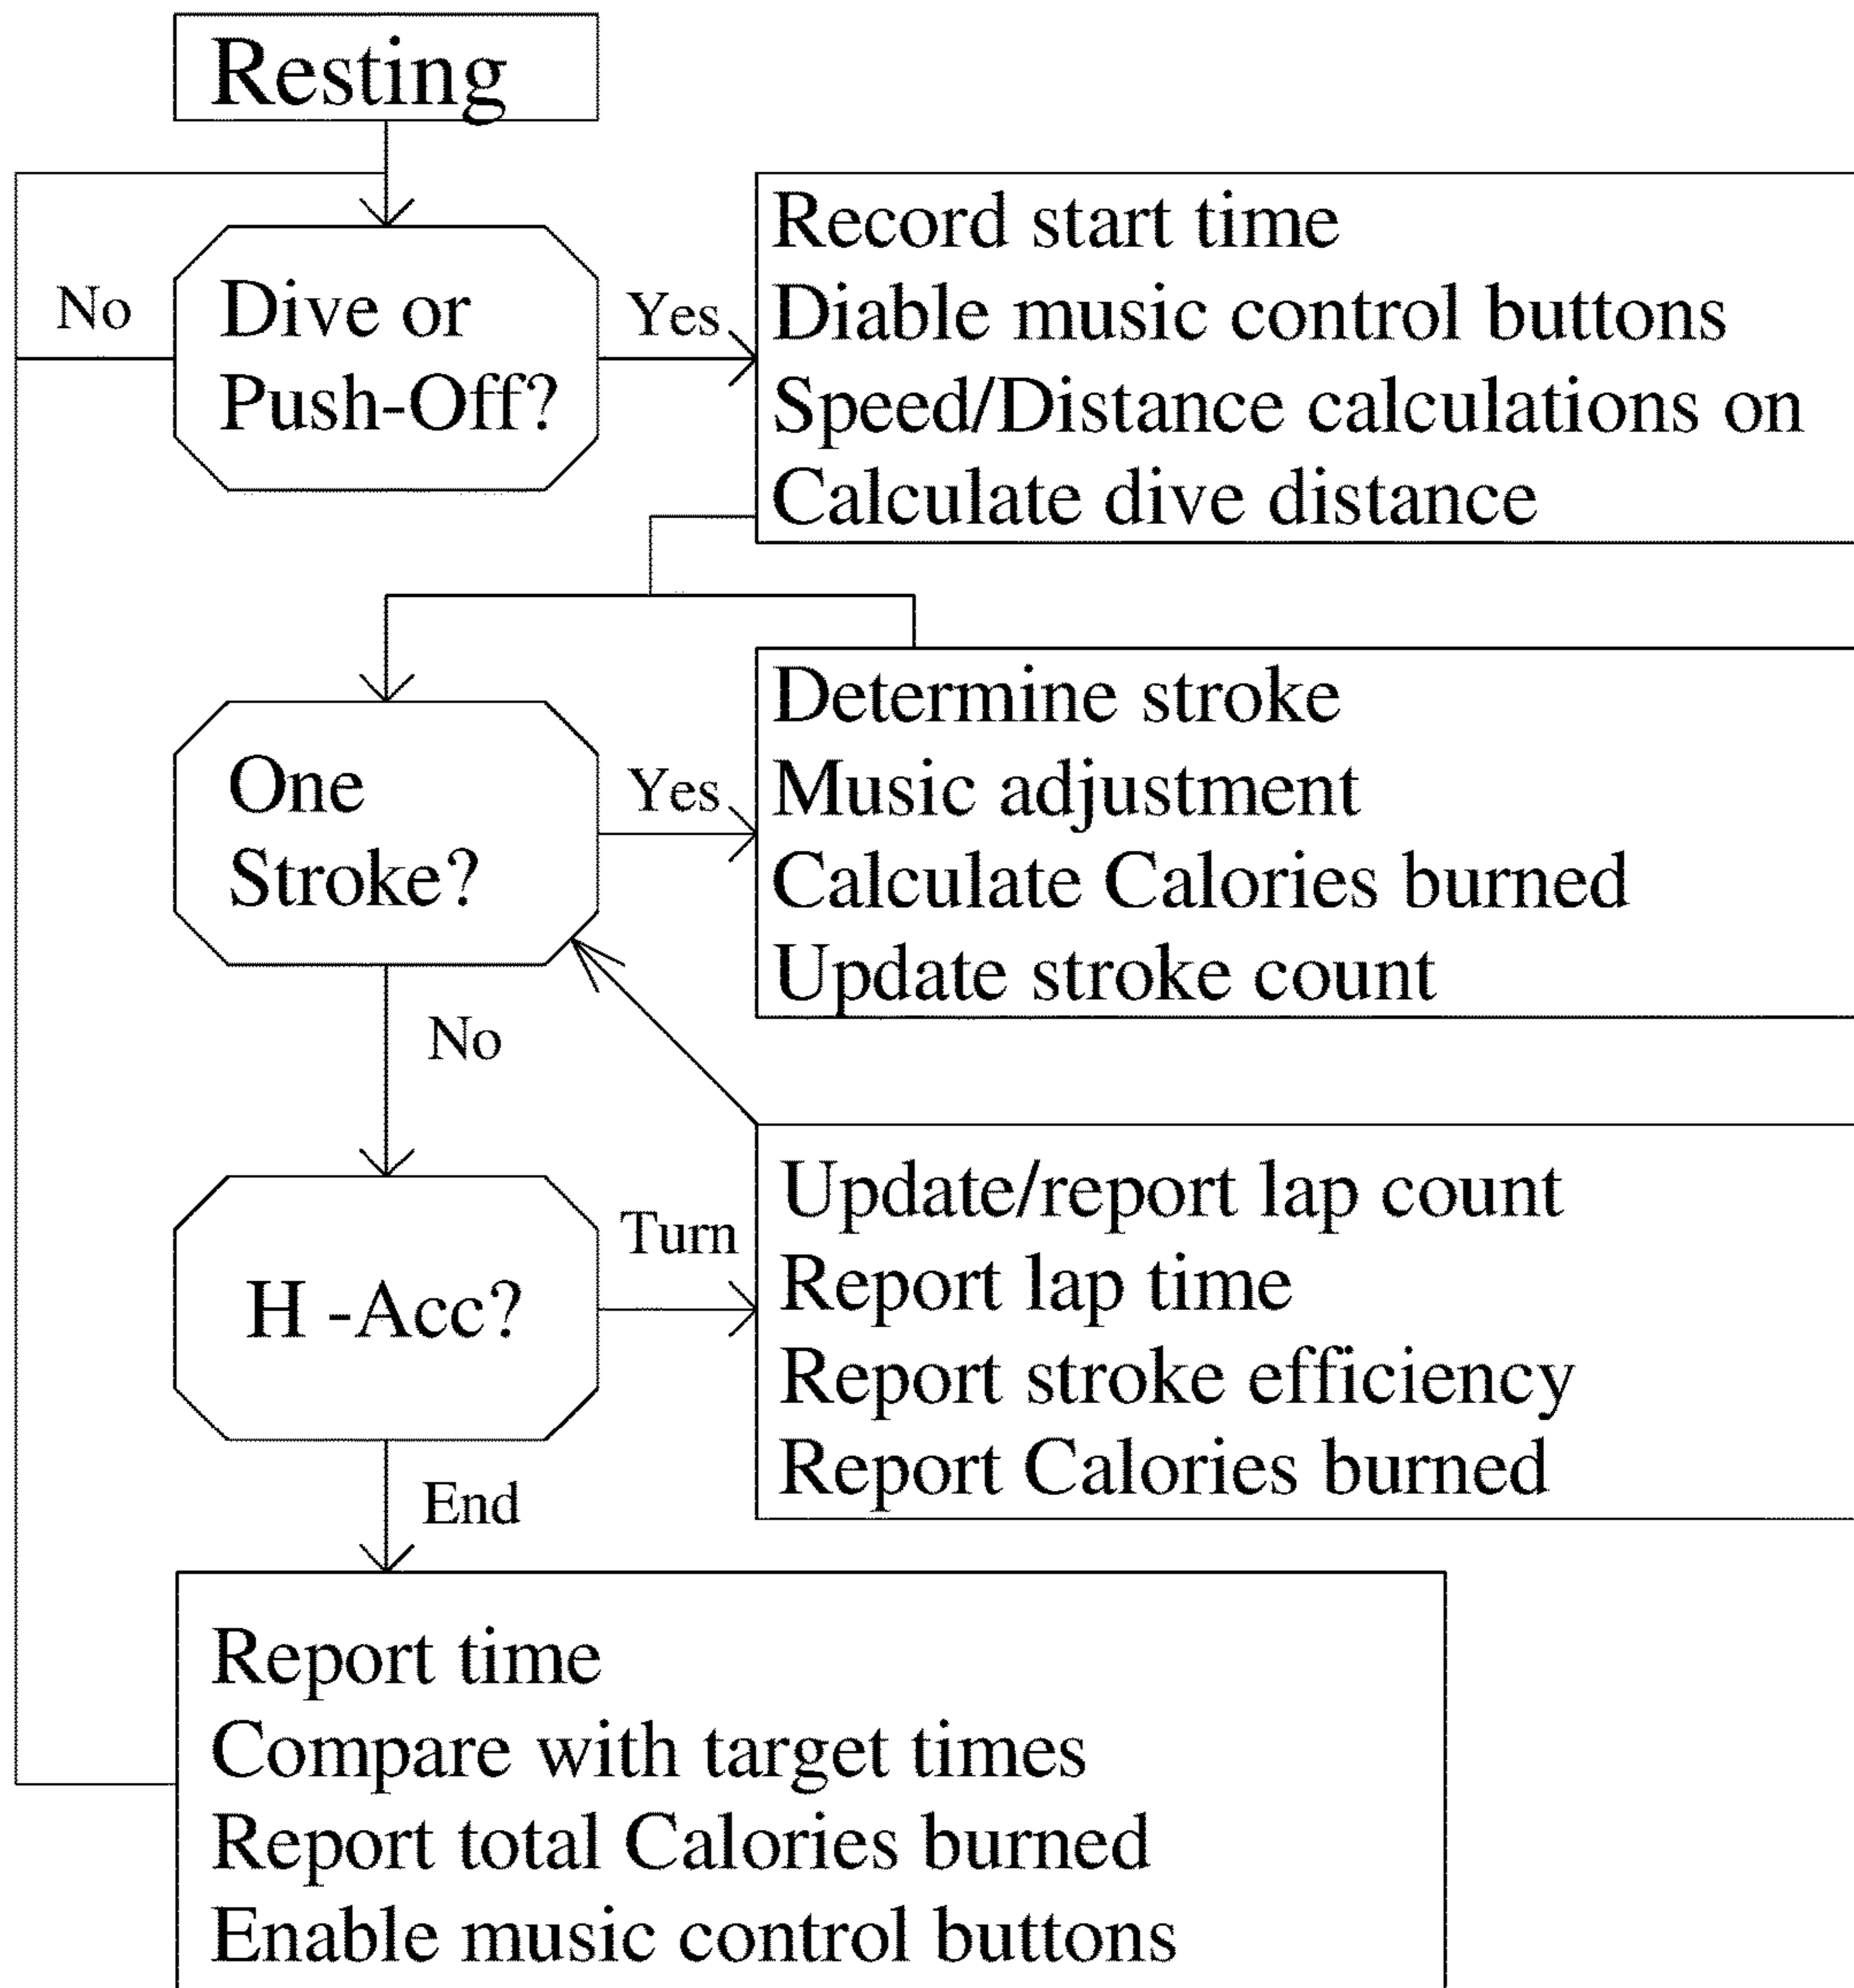 Resting
Dive or
Push-Off?
No
Yes
Record start time
Diable music control buttons
Speed/Distance calculations on
Calculate dive distance
One
Stroke?
Yes
Determine stroke
Music adjustment
Calculate Calories burned
Update stroke count
No
H -Acc?
Turn
Update/report lap count
Report lap time
Report stroke efficiency
Report Calories burned
End
Report time
Compare with target times
Report total Calories burned
Enable music control buttons